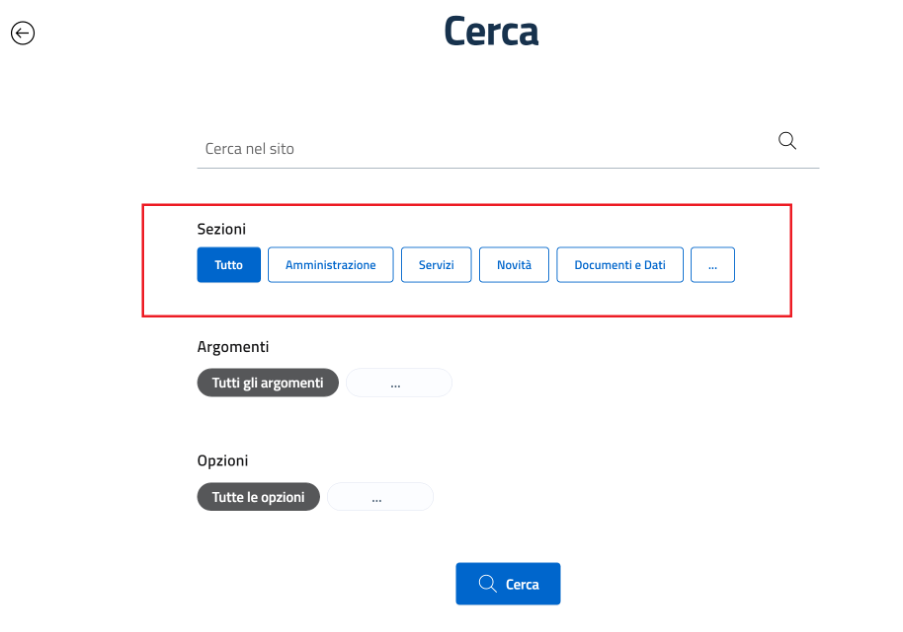 Cerca
Cerca nel sito
Sezioni
Tutto Amministrazione Servizi Novità Documenti e Dati ...
Argomenti
Tutti gli argomenti ...
Opzioni
Tutte le opzioni ...
Cerca